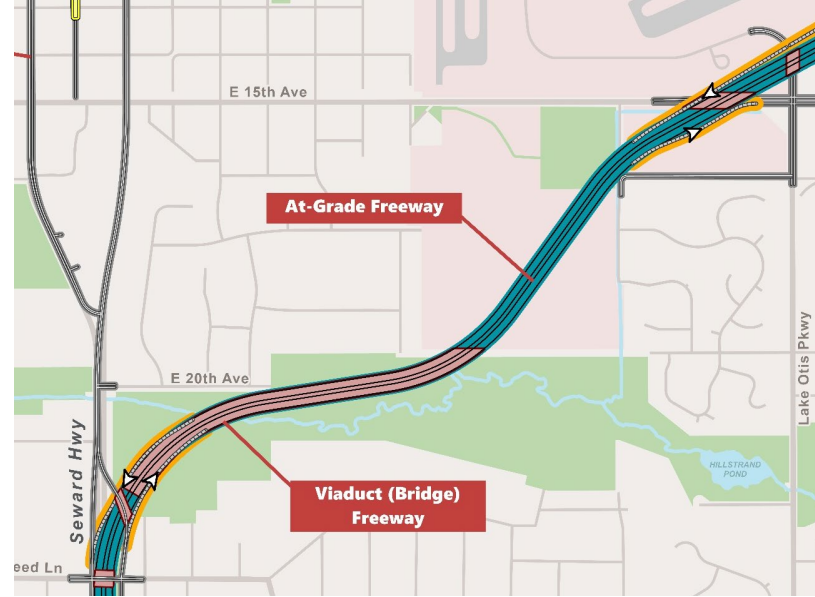 E 15th Ave
At-Grade Freeway
Lake Otis Pkwy
E 20th Ave
Seward Hwy
HILLSTRAND
POND
Viaduct (Bridge)
Freeway
eed Ln